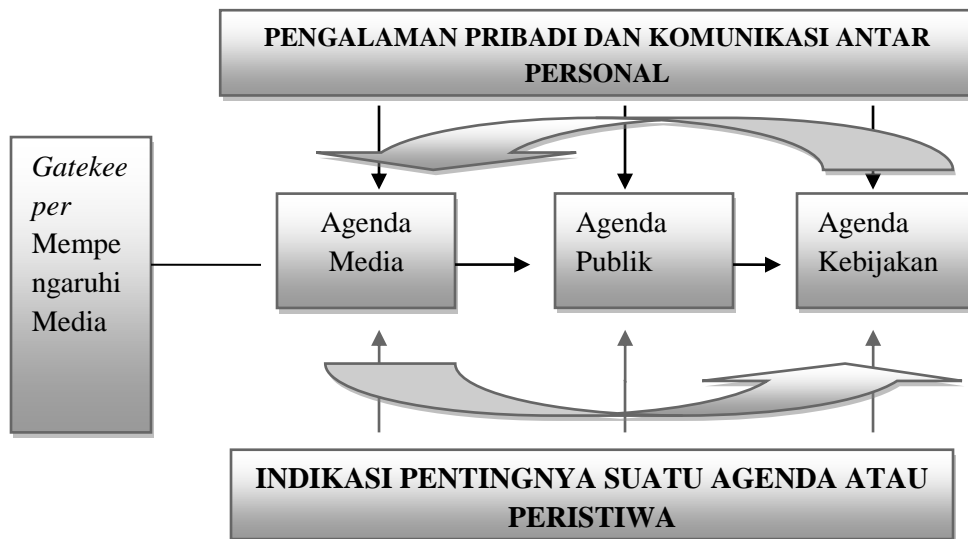 PENGALAMAN PRIBADI DAN KOMUNIKASI ANTAR
PERSONAL
Gatekee
per
Mempe
ngaruhi
Media
Agenda
Media
Agenda
Publik
Agenda
Kebijakan
INDIKASI PENTINGNYA SUATU AGENDA ATAU
PERISTIWA